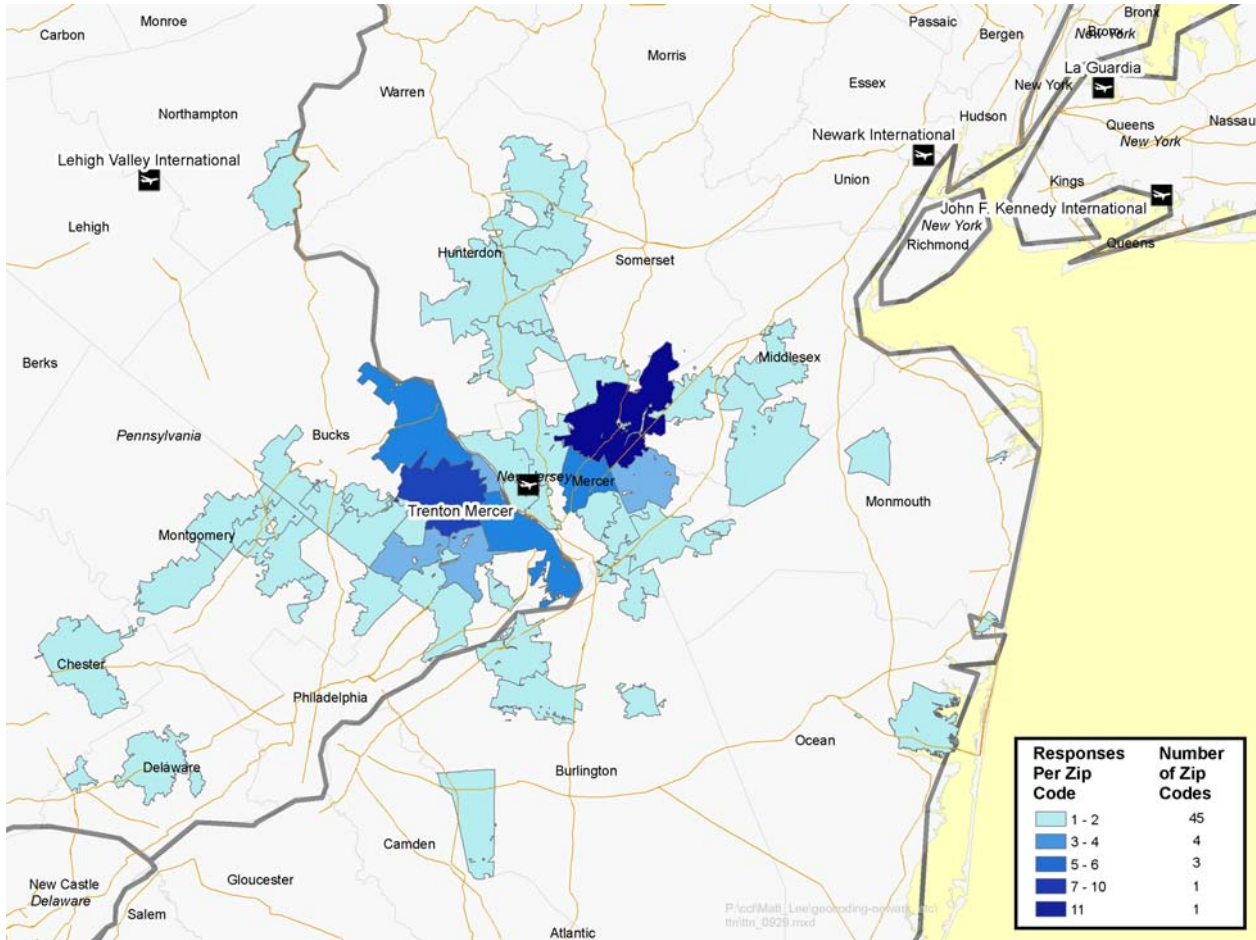 Monroe
Carbon
Passaic
Bronx
Bergen
New York
Bronx
Morris
La Guardia
Essex
New York
Warren
Northampton
Hudson
Queens
Nassau
Newark International
New York
Lehigh Valley International
Union
Kings
John F. Kennedy International
Lehigh
New York
Richmond
Queens
Hunterdon
Somerset
Berks
Middlesex
Pennsylvania
Bucks
New Jersey
Mercer
Trenton Mercer
Monmouth
Montgomery
Chester
Philadelphia
Ocean
Delaware
Burlington
Camden
Gloucester
New Castle
Delaware
Salem
Atlantic
Responses Number
Per Zip of Zip
Code Codes
1 - 2 45
3 - 4 4
5 - 6 3
7 - 10 1
11 1